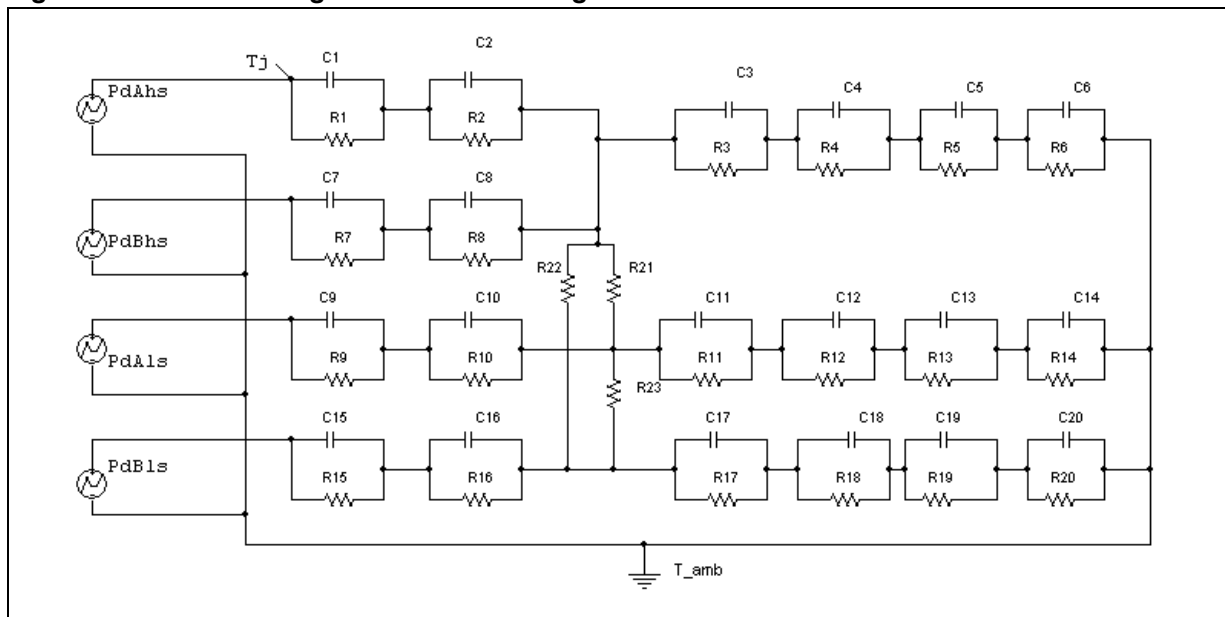 Tj
C1
C2
C3
C4
C5
C6
PdAhs
R1
R2
R3
R4
R5
R6
C7
C8
PdBhs
R7
R8
R22
R21
C9
C10
C11
C12
C13
C14
PdAls
R9
R10
R11
R12
R13
R14
R23
C15
C16
C17
C18
C19
C20
PdBls
R15
R16
R17
R18
R19
R20
T_amb